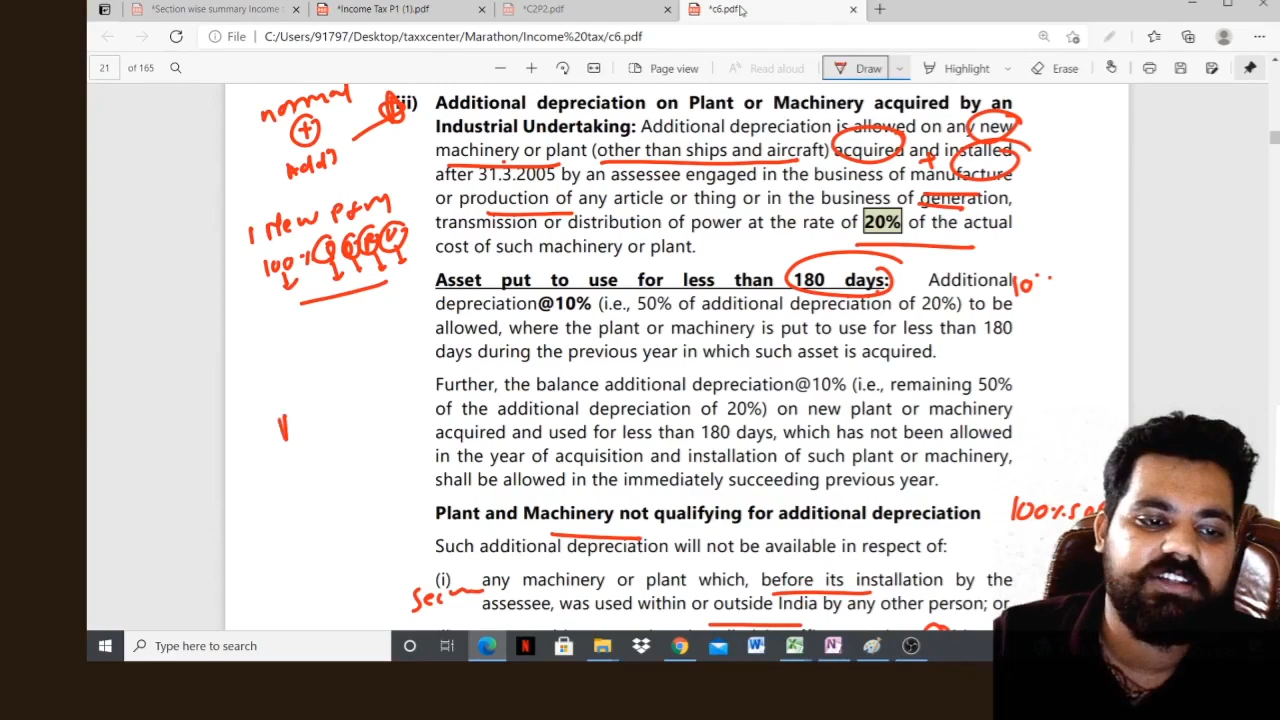 *Section wise summary Income
*Income Tax P1 (1).pdf
*C2P2.pdf
*c6.pdf
File
C:/Users/91797/Desktop/taxxcenter/Marathon/Income%20tax/c6.pdf
21 of 165
Page view
Read aloud
Draw
Highlight
Erase
normal
+
Add?
1 New P&M
100%
iii) Additional depreciation on Plant or Machinery acquired by an
Industrial Undertaking: Additional depreciation is allowed on any new
machinery or plant (other than ships and aircraft) acquired and installed
after 31.3.2005 by an assessee engaged in the business of manufacture
or production of any article or thing or in the business of generation,
transmission or distribution of power at the rate of 20% of the actual
cost of such machinery or plant.
Asset put to use for less than 180 days: Additional
depreciation@10% (i.e., 50% of additional depreciation of 20%) to be
allowed, where the plant or machinery is put to use for less than 180
days during the previous year in which such asset is acquired.
Further, the balance additional depreciation@10% (i.e., remaining 50%
of the additional depreciation of 20%) on new plant or machinery
acquired and used for less than 180 days, which has not been allowed
in the year of acquisition and installation of such plant or machinery,
shall be allowed in the immediately succeeding previous year.
Plant and Machinery not qualifying for additional depreciation
100%
Such additional depreciation will not be available in respect of:
(i) any machinery or plant which, before its installation by the
assessee, was used within or outside India by any other person; or
Type here to search